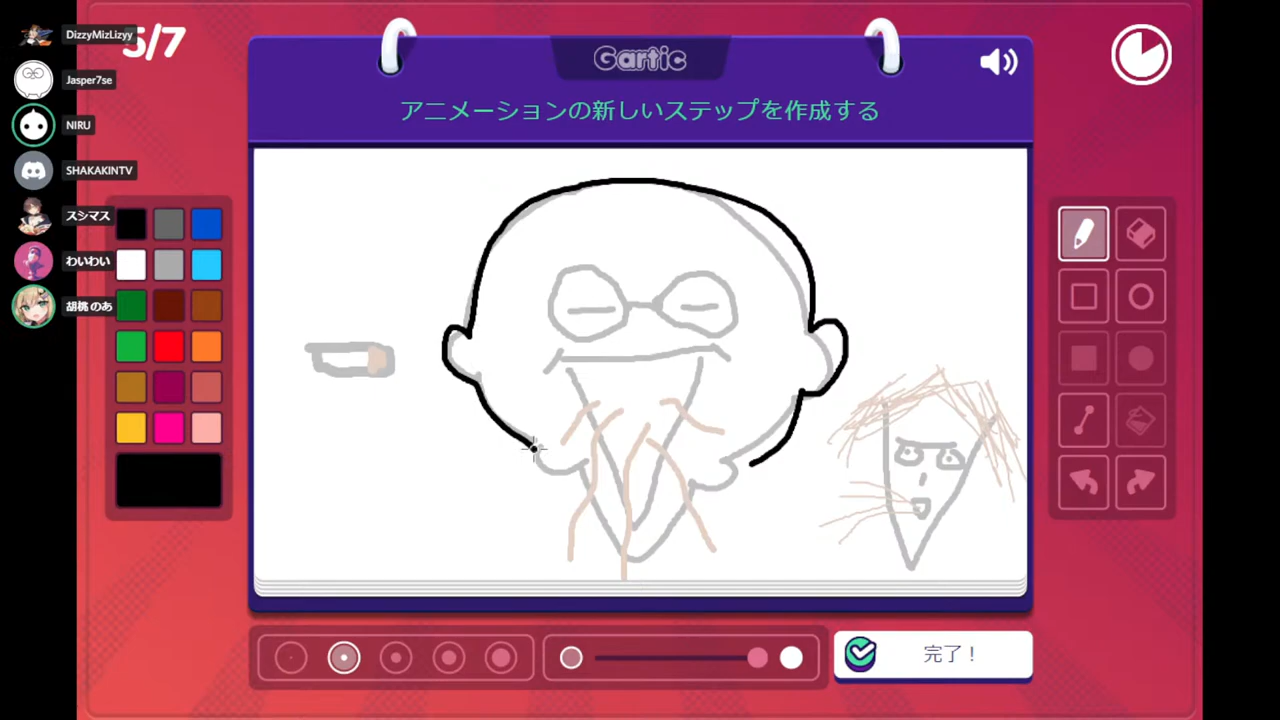 DizzyMizLizyy
5/7
Gartic
Jasper7se
アニメーションの新しいステップを作成する
NIRU
SHAKAKINTV
スシマス
わいわい
胡桃のあ
完了！